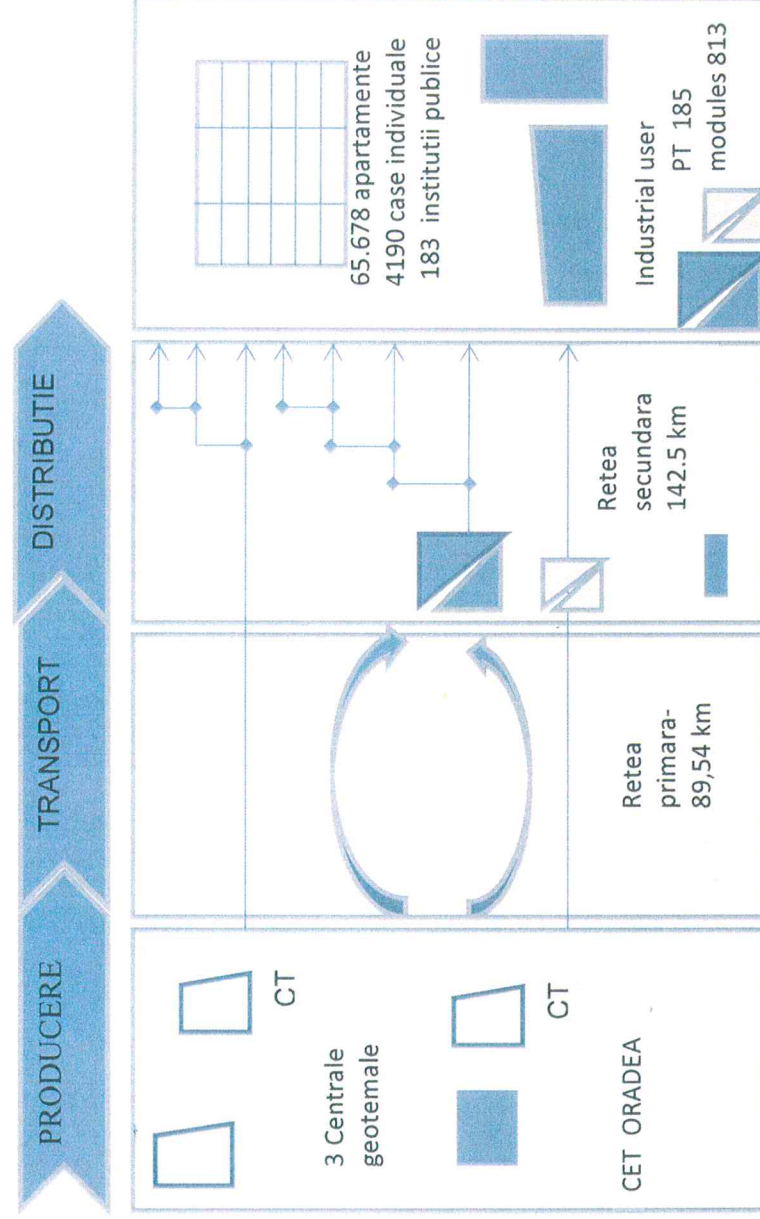 PRODUCERE
TRANSPORT
DISTRIBUTIE
CT
3 Centrale
geotemale
CT
CET ORADEA
Retea
primara-
89,54 km
Retea
secundara
142.5 km
65.678 apartamente
4190 case individuale
183 institutii publice
Industrial user
PT 185
modules 813